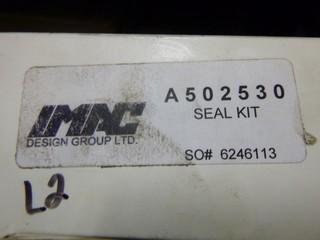 IMAC
DESIGN GROUP LTD.
A502530
SEAL KIT
SO# 6246113
L2